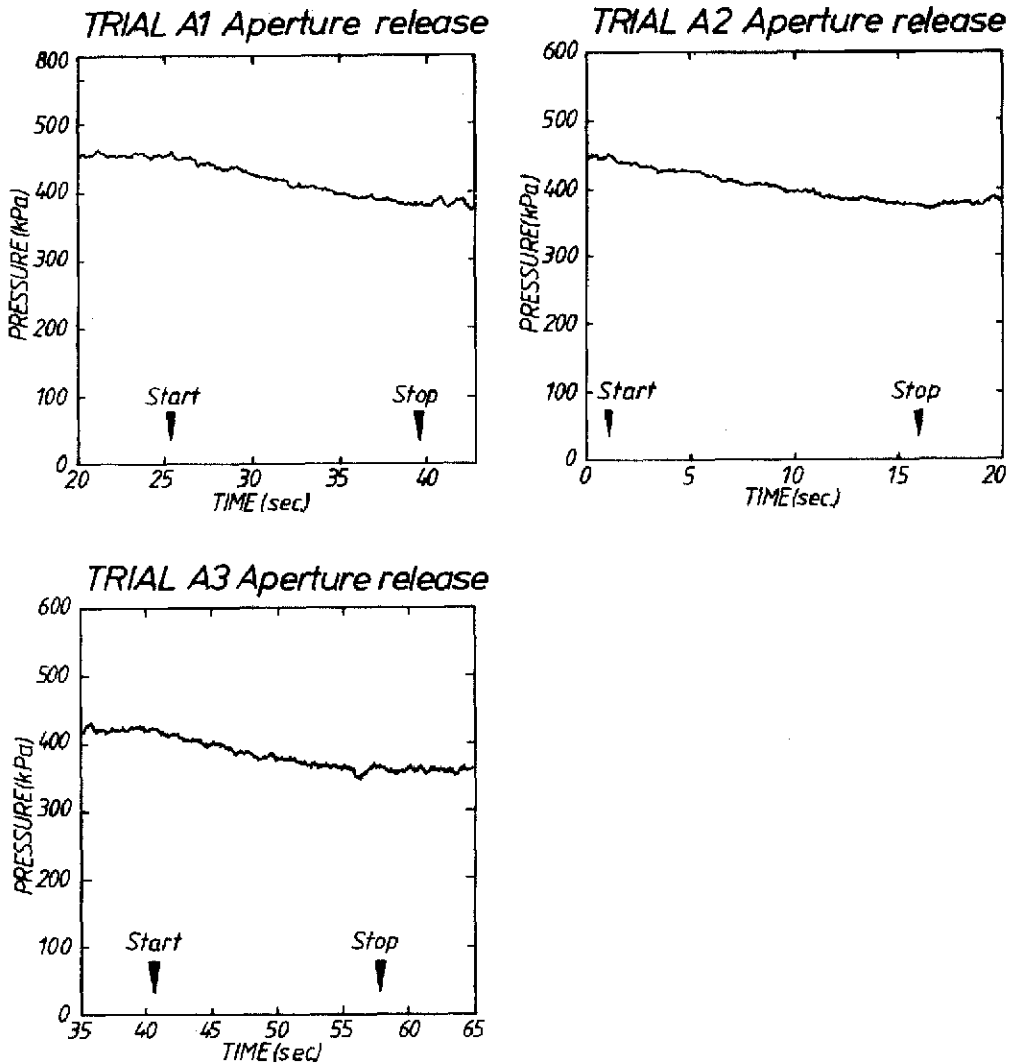 TRIAL A1 Aperture release
800
500
400
300
200
100
0
PRESSURE (kPa)
Start
Stop
20 25 30 35 40
TIME (sec.)
TRIAL A2 Aperture release
600
500
400
300
200
100
0
PRESSURE (kPa)
Start
Stop
0 5 10 15 20
TIME (sec.)
TRIAL A3 Aperture release
600
500
400
300
200
100
0
PRESSURE (kPa)
Start
Stop
35 40 45 50 55 60 65
TIME (sec)